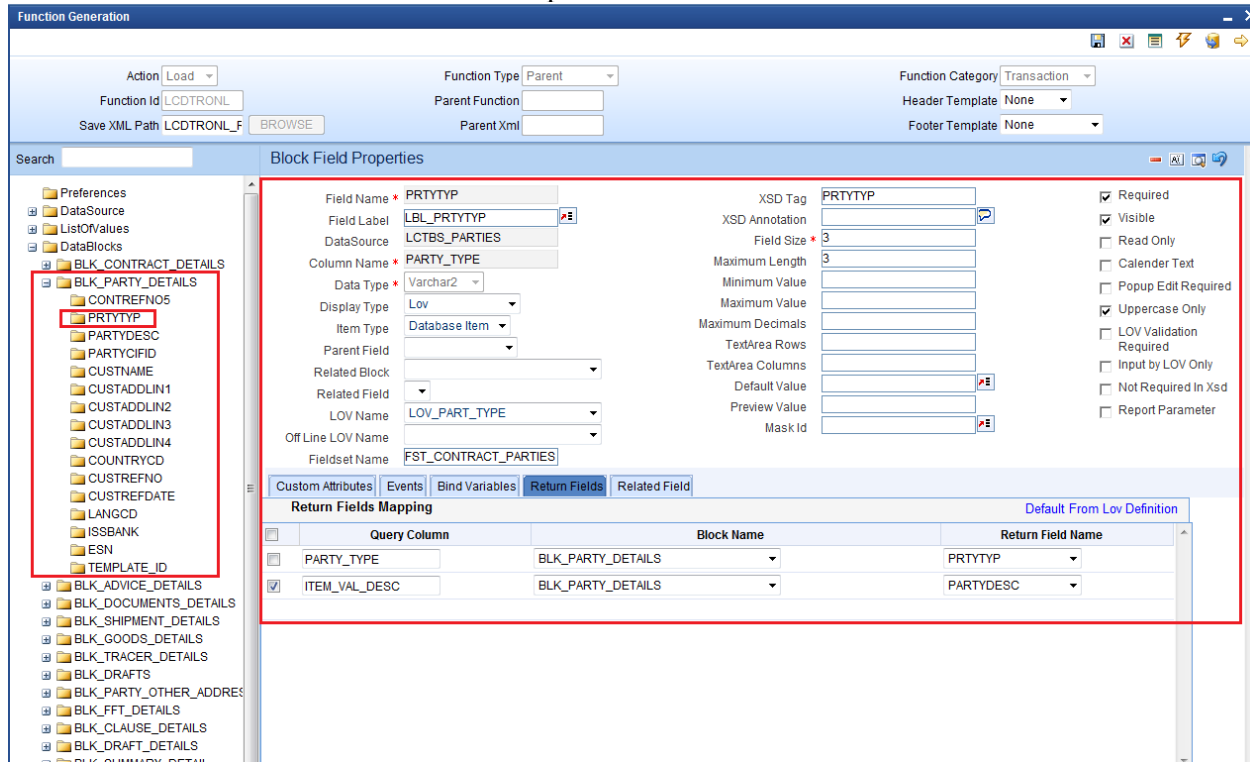 Function Generation
Action Load Function Type Parent Function Category Transaction
Function Id LCDTRONL Parent Function Header Template None
Save XML Path LCDTRONL_F BROWSE Parent Xml Footer Template None
Search Block Field Properties
Preferences
DataSource
ListOfValues
DataBlocks
BLK_CONTRACT_DETAILS
BLK_PARTY_DETAILS
CONTREFNO5
PRTYTYP
PARTYDESC
PARTYCIFID
CUSTNAME
CUSTADDLIN1
CUSTADDLIN2
CUSTADDLIN3
CUSTADDLIN4
COUNTRYCD
CUSTREFNO
CUSTREFDATE
LANGCD
ISSBANK
ESN
TEMPLATE_ID
BLK_ADVICE_DETAILS
BLK_DOCUMENTS_DETAILS
BLK_SHIPMENT_DETAILS
BLK_GOODS_DETAILS
BLK_TRACER_DETAILS
BLK_DRAFTS
BLK_PARTY_OTHER_ADDRES
BLK_FFT_DETAILS
BLK_CLAUSE_DETAILS
BLK_DRAFT_DETAILS
Field Name * PRTYTYP
Field Label LBL_PRTYTYP
DataSource LCTBS_PARTIES
Column Name * PARTY_TYPE
Data Type * Varchar2
Display Type Lov
Item Type Database Item
Parent Field
Related Block
Related Field
LOV Name LOV_PART_TYPE
Off Line LOV Name
Fieldset Name FST_CONTRACT_PARTIES
XSD Tag PRTYTYP
XSD Annotation
Field Size * 3
Maximum Length 3
Minimum Value
Maximum Value
Maximum Decimals
TextArea Rows
TextArea Columns
Default Value
Preview Value
Mask Id
Required
Visible
Read Only
Calender Text
Popup Edit Required
Uppercase Only
LOV Validation
Required
Input by LOV Only
Not Required In Xsd
Report Parameter
Custom Attributes Events Bind Variables Return Fields Related Field
Return Fields Mapping Default From Lov Definition
Query Column Block Name Return Field Name
PARTY_TYPE BLK_PARTY_DETAILS PRTYTYP
ITEM_VAL_DESC BLK_PARTY_DETAILS PARTYDESC